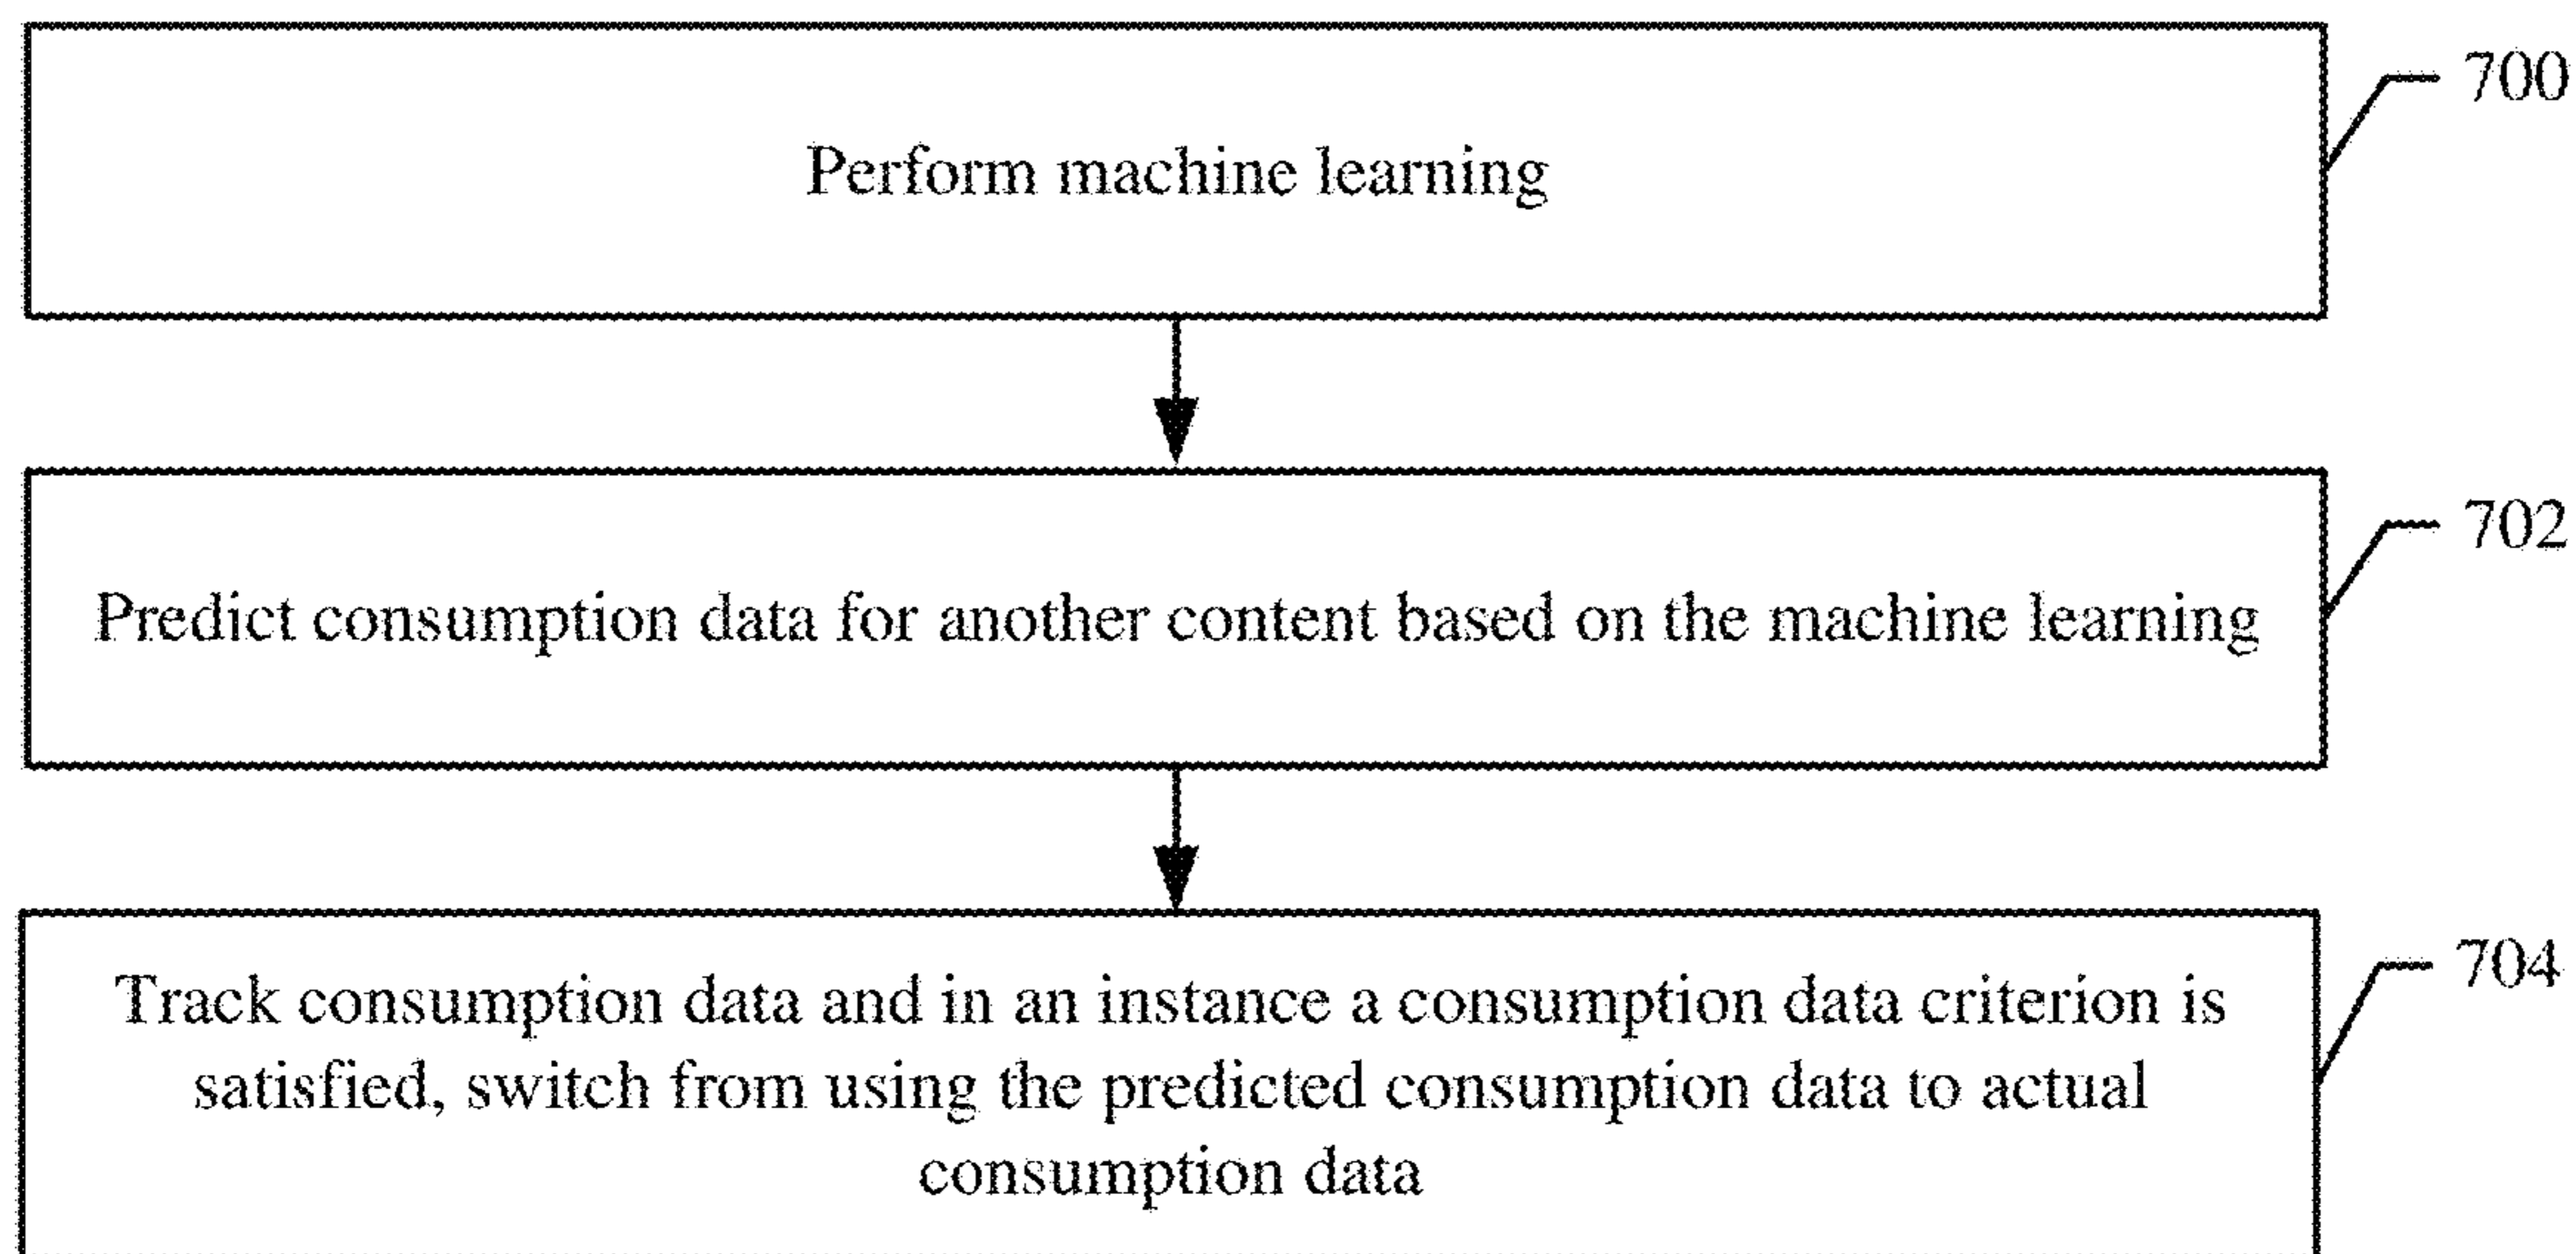 700
Perform machine learning
702
Predict consumption data for another content based on the machine learning
704
Track consumption data and in an instance a consumption data criterion is
satisfied, switch from using the predicted consumption data to actual
consumption data